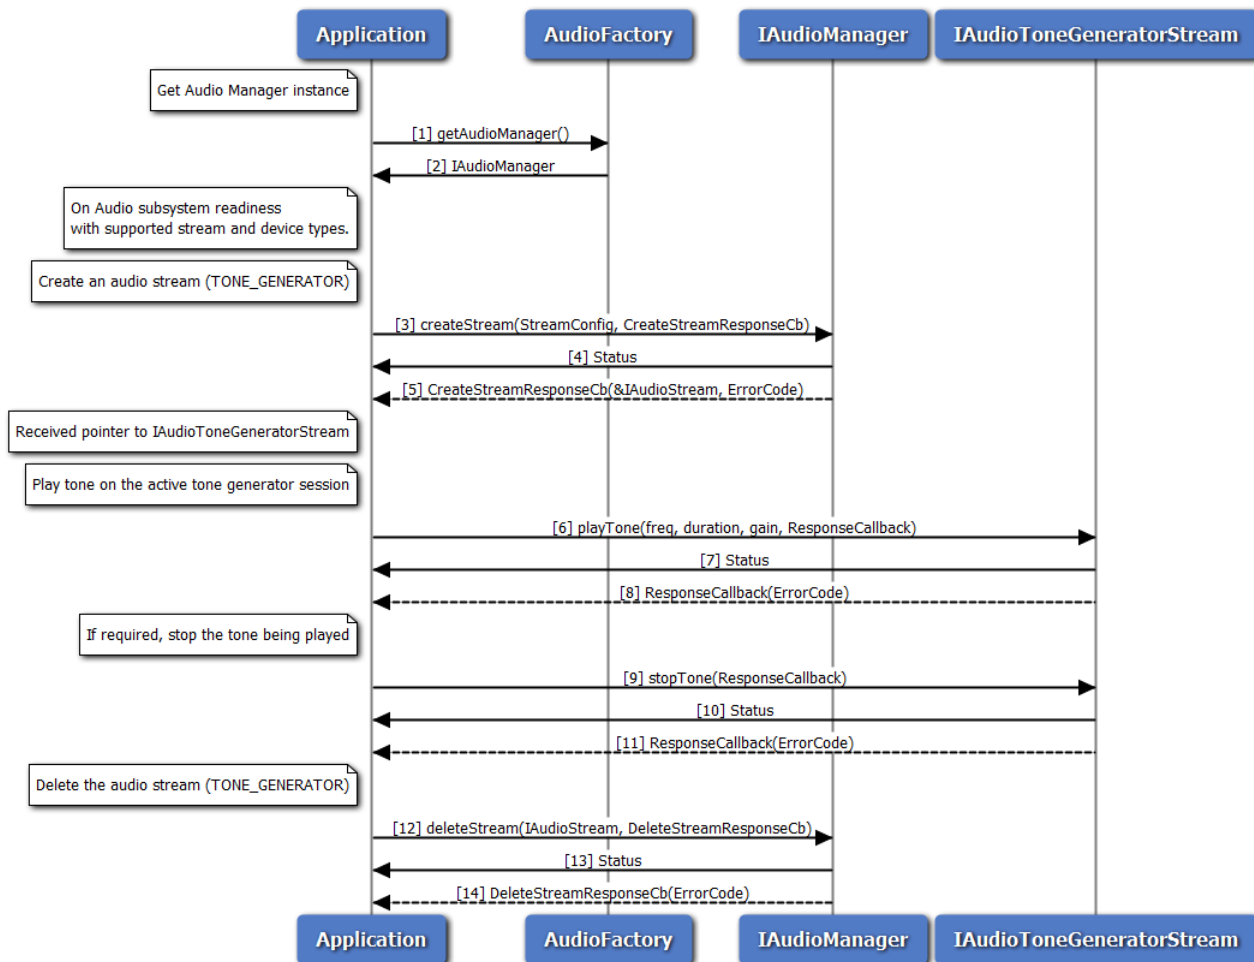 Application
AudioFactory
IAudioManager
IAudioToneGeneratorStream
Get Audio Manager instance
[1] getAudioManager()
[2] IAudioManager
On Audio subsystem readiness
with supported stream and device types.
Create an audio stream (TONE_GENERATOR)
[3] createStream(StreamConfig, CreateStreamResponseCb)
[4] Status
[5] CreateStreamResponseCb(&IAudioStream, ErrorCode)
Received pointer to IAudioToneGeneratorStream
Play tone on the active tone generator session
[6] playTone(freq, duration, gain, ResponseCallback)
[7] Status
[8] ResponseCallback(ErrorCode)
If required, stop the tone being played
[9] stopTone(ResponseCallback)
[10] Status
[11] ResponseCallback(ErrorCode)
Delete the audio stream (TONE_GENERATOR)
[12] deleteStream(IAudioStream, DeleteStreamResponseCb)
[13] Status
[14] DeleteStreamResponseCb(ErrorCode)
Application
AudioFactory
IAudioManager
IAudioToneGeneratorStream